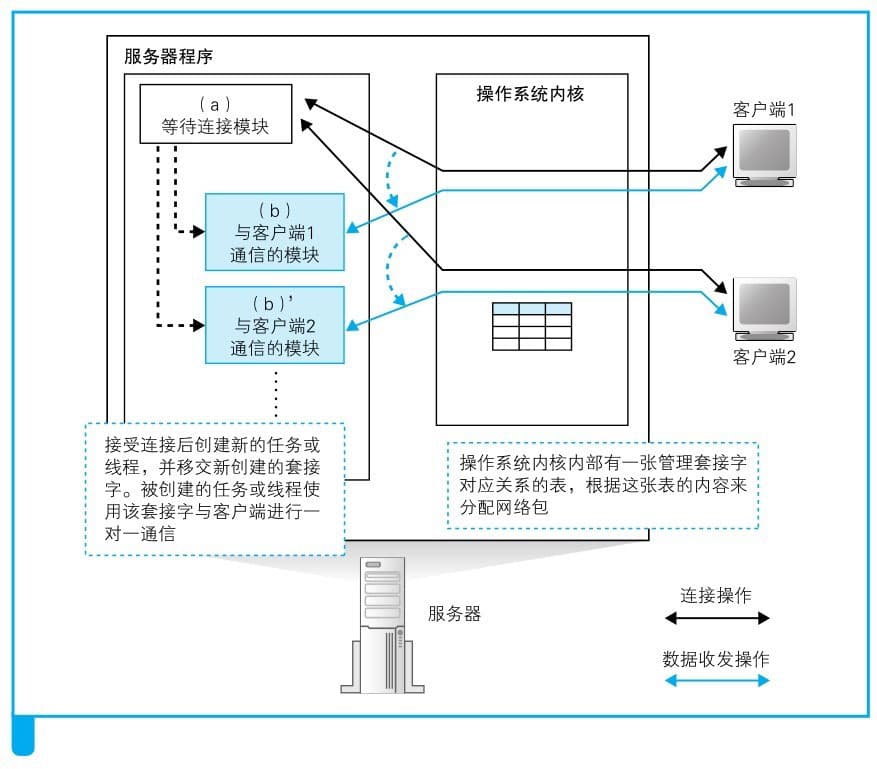 服务器程序
（a）
等待连接模块
操作系统内核
客户端1
（b）
与客户端1
通信的模块
（b）’
与客户端2
通信的模块
客户端2
接受连接后创建新的任务或
线程，并移交新创建的套接
字。被创建的任务或线程使
用该套接字与客户端进行一
对一通信
操作系统内核内部有一张管理套接字
对应关系的表，根据这张表的内容来
分配网络包
服务器
连接操作
数据收发操作